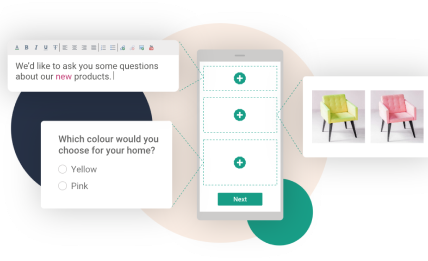 We'd like to ask you some questions
about our new products.
Which colour would you
choose for your home?
Yellow
Pink
Next